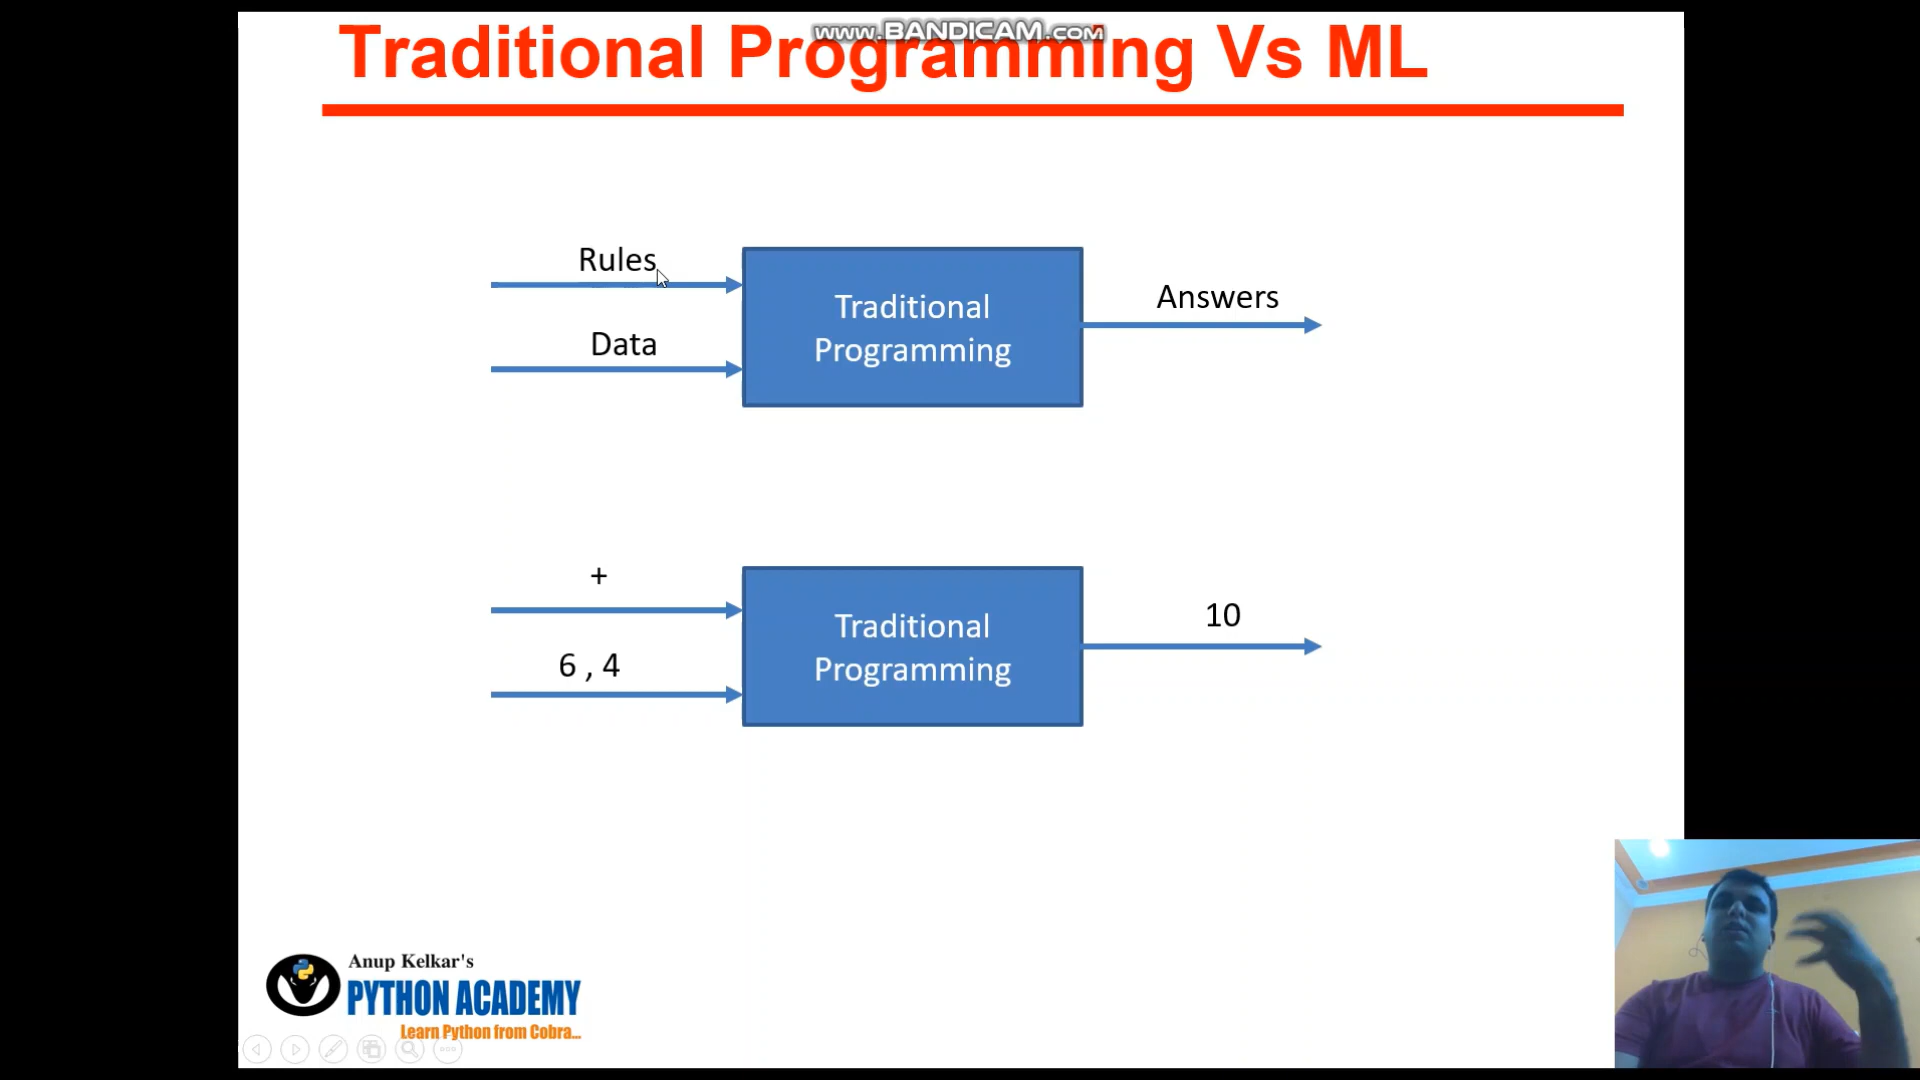 www.BANDICAM.com
Traditional Programming Vs ML
Rules
Data
Traditional
Programming
Answers
+
6 , 4
Traditional
Programming
10
Anup Kelkar's
PYTHON ACADEMY
Learn Python from Cobra...